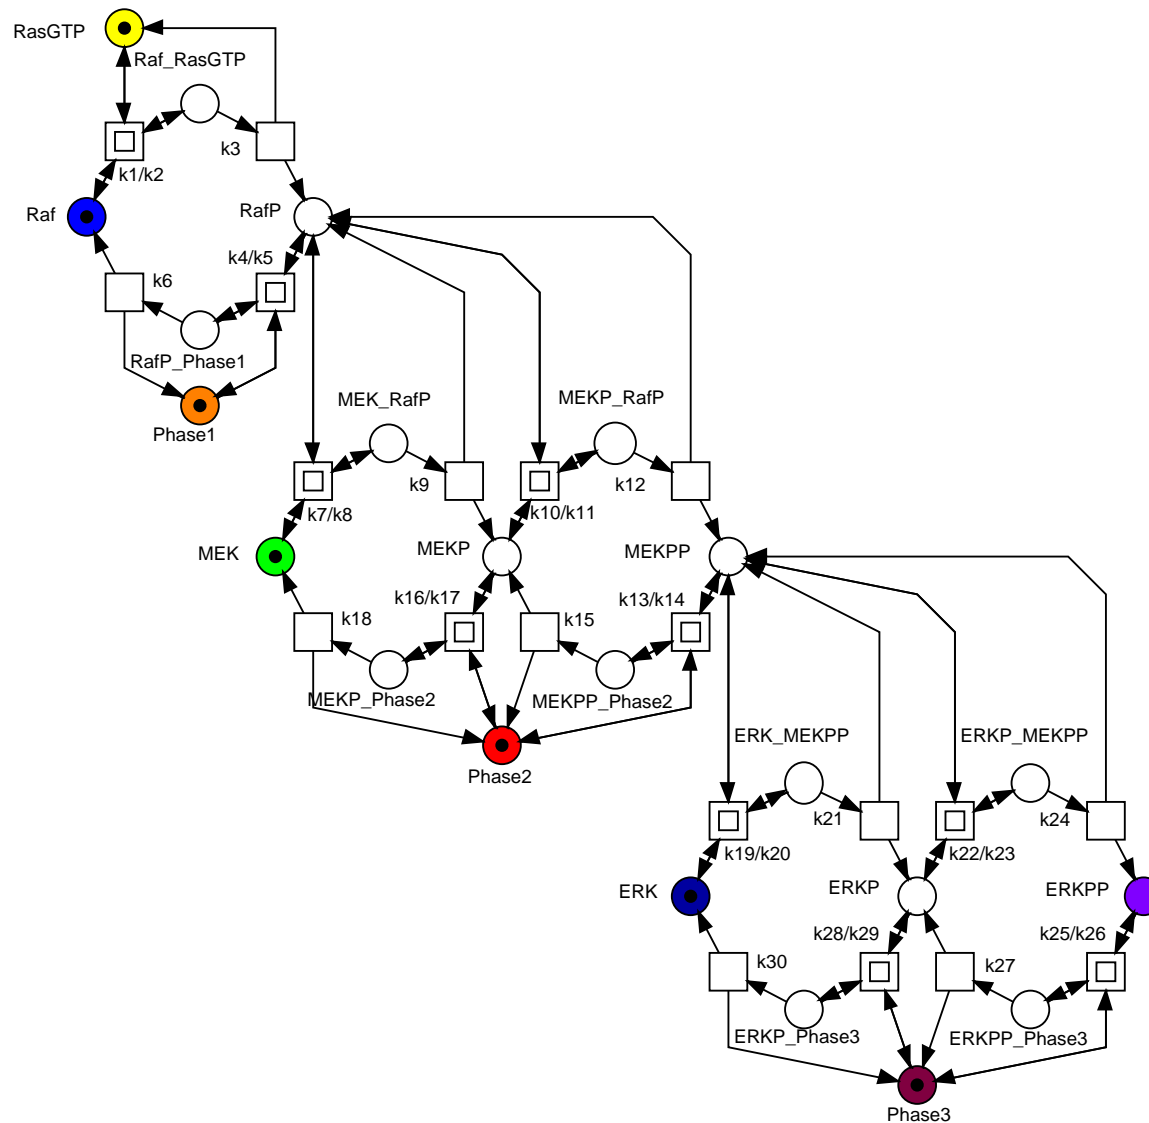 RasGTP
Raf_RasGTP
k3
k1/k2
Raf
RafP
k4/k5
k6
RafP_Phase1
Phase1
MEK_RafP
MEKP_RafP
k9
k12
k7/k8
k10/k11
MEK
MEKP
MEKPP
k16/k17
k13/k14
k18
k15
MEKP_Phase2
MEKPP_Phase2
Phase2
ERK_MEKPP
ERKP_MEKPP
k21
k24
k19/k20
k22/k23
ERK
ERKP
ERKPP
k28/k29
k25/k26
k30
k27
ERKP_Phase3
ERKPP_Phase3
Phase3